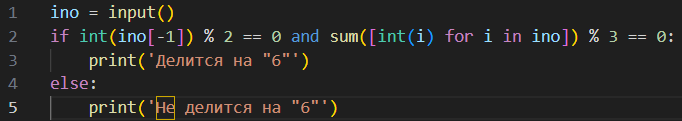 1 ino = input()
2 if int(ino[-1]) % 2 == 0 and sum([int(i) for i in ino]) % 3 == 0:
3     print('Делится на "6"')
4 else:
5     print('Не делится на "6"')